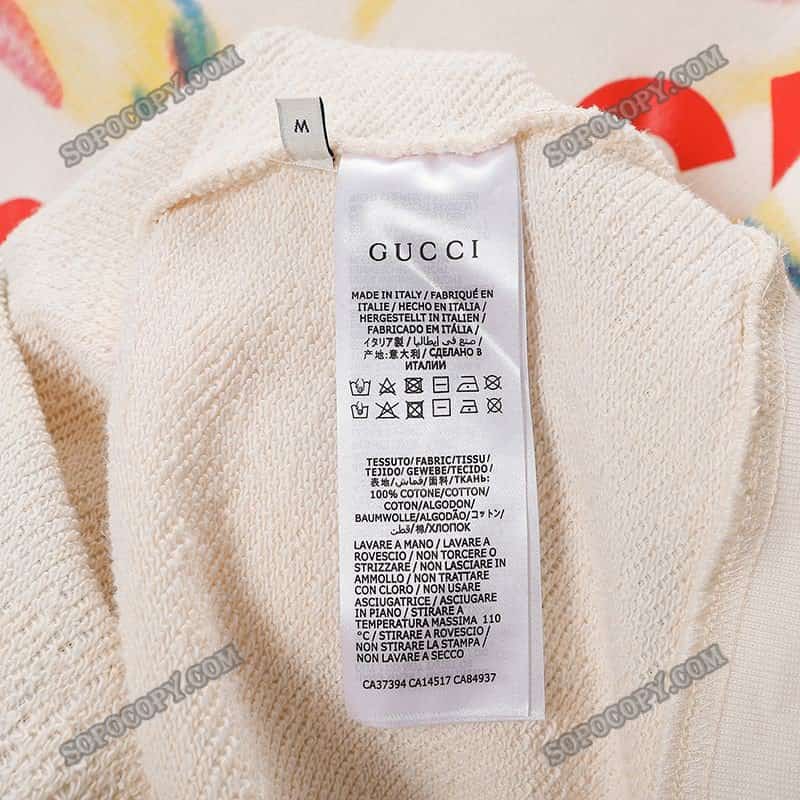 SOPOCOPY.COM
SOPOCOPY.COM
M
GUCCI
MADE IN ITALY / FABRIQUÉ EN
ITALIE / HECHO EN ITALIA /
HERGESTELLT IN ITALIEN /
FABRICADO EM ITÁLIA /
イタリア製 / صنع في إيطاليا /
产地:意大利 / СДЕЛАНО В
ИТАЛИИ
TESSUTO/ FABRIC/TISSU/
TEJIDO/ GEWEBE/TECIDO/
表地/قماش/面料/ТКАНЬ:
100% COTONE/COTTON/
COTON/ALGODON/
BAUMWOLLE/ALGODÃO/コットン/
قطن/棉/ХЛОПОК
LAVARE A MANO / LAVARE A
ROVESCIO / NON TORCERE O
STRIZZARE / NON LASCIARE IN
AMMOLLO / NON TRATTARE
CON CLORO / NON USARE
ASCIUGATRICE / ASCIUGARE
IN PIANO / STIRARE A
TEMPERATURA MASSIMA 110
°C / STIRARE A ROVESCIO /
NON STIRARE LA STAMPA /
NON LAVARE A SECCO
CA37394 CA14517 CA84937
SOPOCOPY.COM
SOPOCOPY.COM